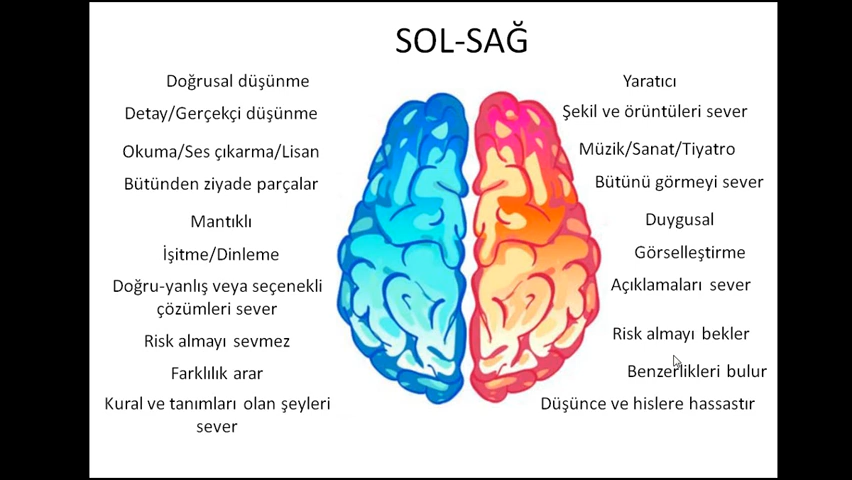 SOL-SAĞ
Doğrusal düşünme
Detay/Gerçekçi düşünme
Okuma/Ses çıkarma/Lisan
Bütünden ziyade parçalar
Mantıklı
İşitme/Dinleme
Doğru-yanlış veya seçenekli
çözümleri sever
Risk almayı sevmez
Farklılık arar
Kural ve tanımları olan şeyleri
sever
Yaratıcı
Şekil ve örüntüleri sever
Müzik/Sanat/Tiyatro
Bütünü görmeyi sever
Duygusal
Görselleştirme
Açıklamaları sever
Risk almayı bekler
Benzerlikleri bulur
Düşünce ve hislere hassastır